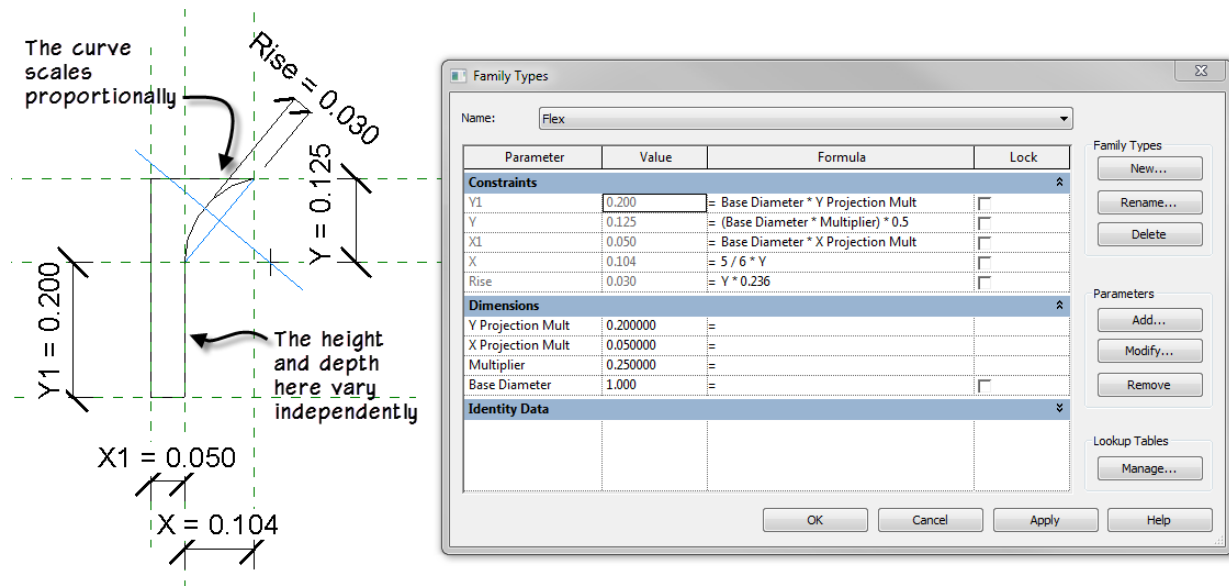 The curve
scales
proportionally
Rise = 0.030
Y = 0.125
Y1 = 0.200
The height
and depth
here vary
independently
X1 = 0.050
X = 0.104
Family Types
Name: Flex
Parameter Value Formula Lock
Constraints
Y1 0.200 = Base Diameter * Y Projection Mult
Y 0.125 = (Base Diameter * Multiplier) * 0.5
X1 0.050 = Base Diameter * X Projection Mult
X 0.104 = 5 / 6 * Y
Rise 0.030 = Y * 0.236
Dimensions
Y Projection Mult 0.200000 =
X Projection Mult 0.050000 =
Multiplier 0.250000 =
Base Diameter 1.000 =
Identity Data
Family Types
New...
Rename...
Delete
Parameters
Add...
Modify...
Remove
Lookup Tables
Manage...
OK Cancel Apply Help